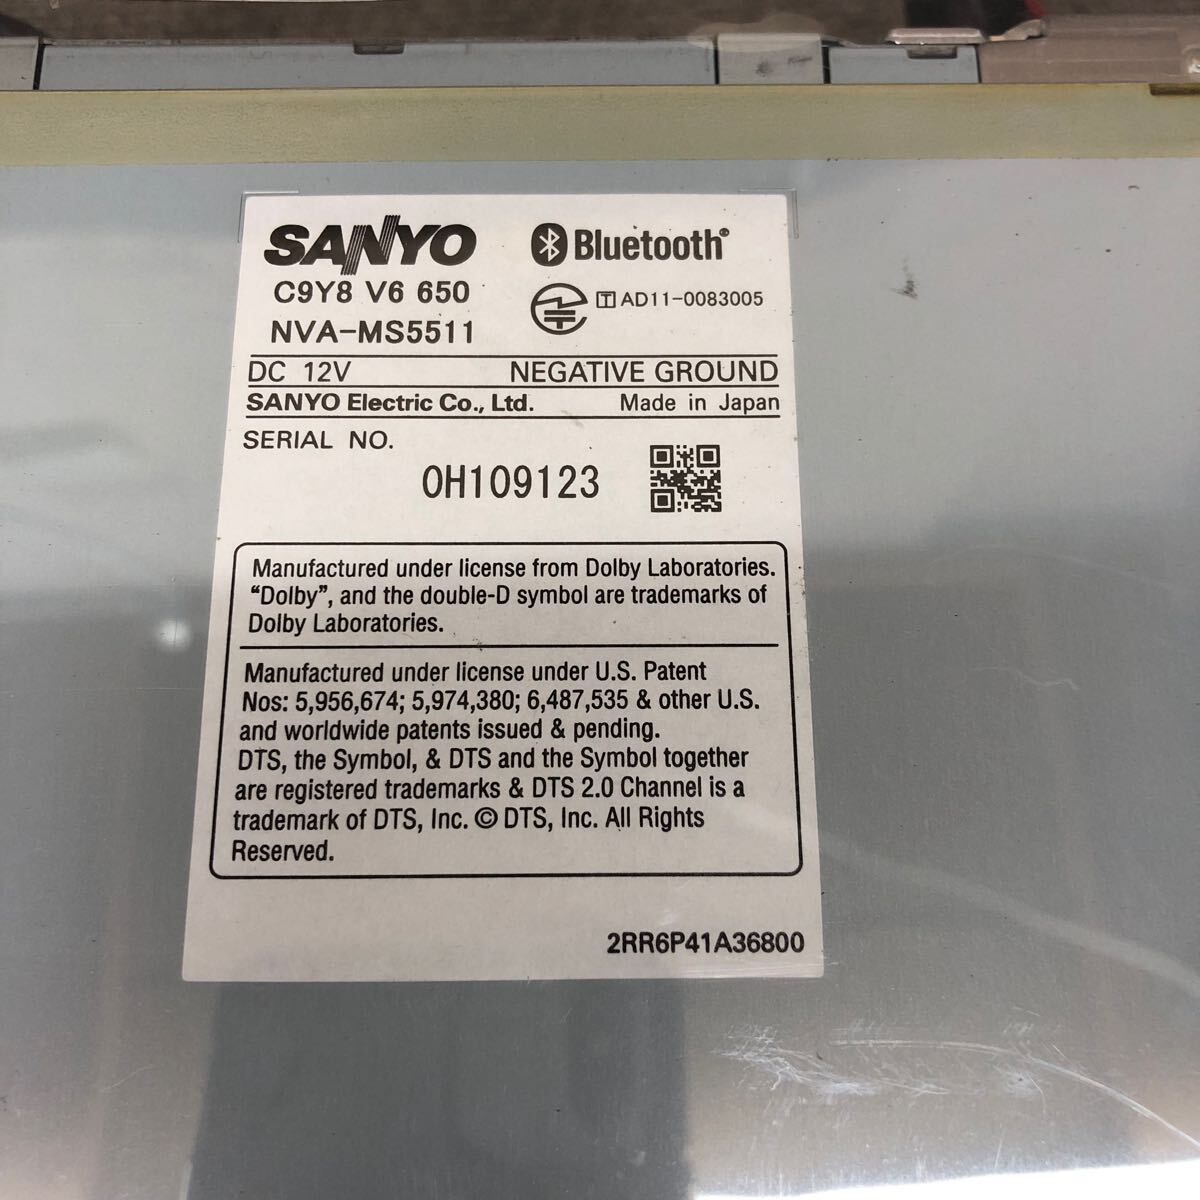 SANYO Bluetooth®
C9Y8 V6 650
T AD11-0083005
NVA-MS5511
DC 12V NEGATIVE GROUND
SANYO Electric Co., Ltd. Made in Japan
SERIAL NO.
0H109123
Manufactured under license from Dolby Laboratories.
“Dolby”, and the double-D symbol are trademarks of
Dolby Laboratories.
Manufactured under license under U.S. Patent
Nos: 5,956,674; 5,974,380; 6,487,535 & other U.S.
and worldwide patents issued & pending.
DTS, the Symbol, & DTS and the Symbol together
are registered trademarks & DTS 2.0 Channel is a
trademark of DTS, Inc. © DTS, Inc. All Rights
Reserved.
2RR6P41A36800